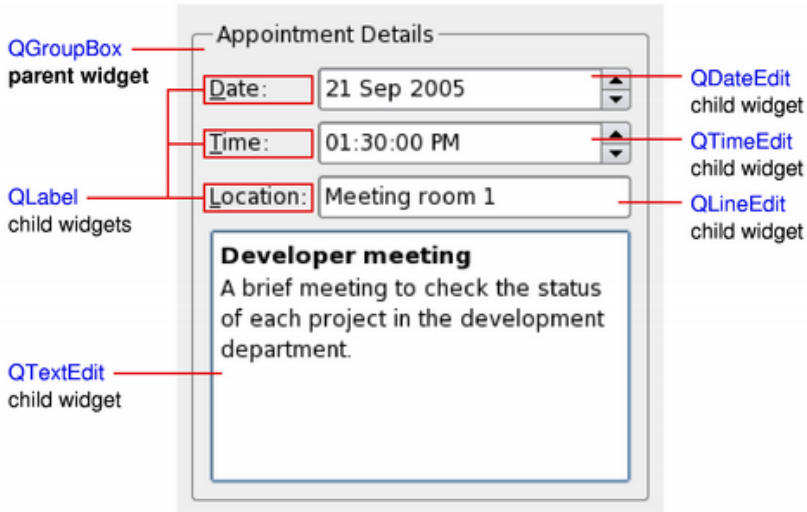 Appointment Details
QGroupBox
parent widget
Date:
21 Sep 2005
QDateEdit
child widget
Time:
01:30:00 PM
QTimeEdit
child widget
QLabel
child widgets
Location:
Meeting room 1
QLineEdit
child widget
Developer meeting
A brief meeting to check the status
of each project in the development
department.
QTextEdit
child widget